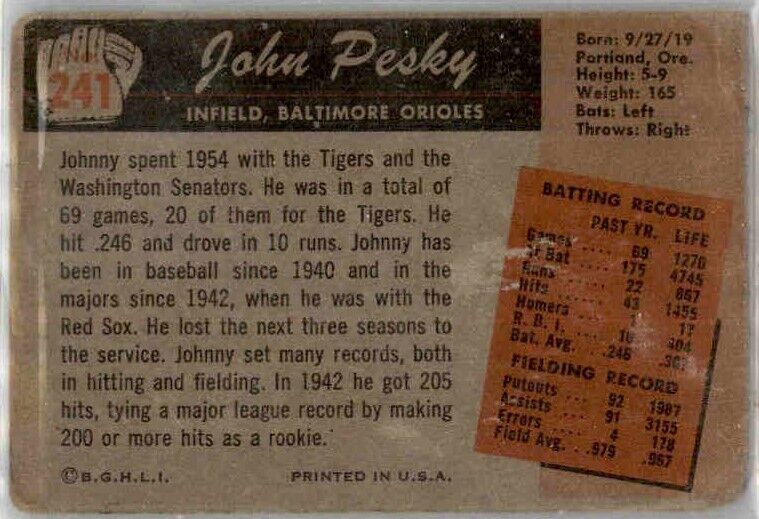 241
John Pesky
INFIELD, BALTIMORE ORIOLES
Born: 9/27/19
Portland, Ore.
Height: 5-9
Weight: 165
Bats: Left
Throws: Right
Johnny spent 1954 with the Tigers and the
Washington Senators. He was in a total of
69 games, 20 of them for the Tigers. He
hit .246 and drove in 10 runs. Johnny has
been in baseball since 1940 and in the
majors since 1942, when he was with the
Red Sox. He lost the next three seasons to
the service. Johnny set many records, both
in hitting and fielding. In 1942 he got 205
hits, tying a major league record by making
200 or more hits as a rookie.
BATTING RECORD
PAST YR. LIFE
Games .... 69 1270
At Bat .... 175 4745
Runs .... 22 867
Hits .... 43 1455
Homers .... 17
R. B. I. .... 10 404
Bat. Avg. .246
FIELDING RECORD
Putouts .... 92 1987
Assists .... 91 3155
Errors .... 4 178
Field Avg. .. .979 .967
©B.G.H.L.I.
PRINTED IN U.S.A.